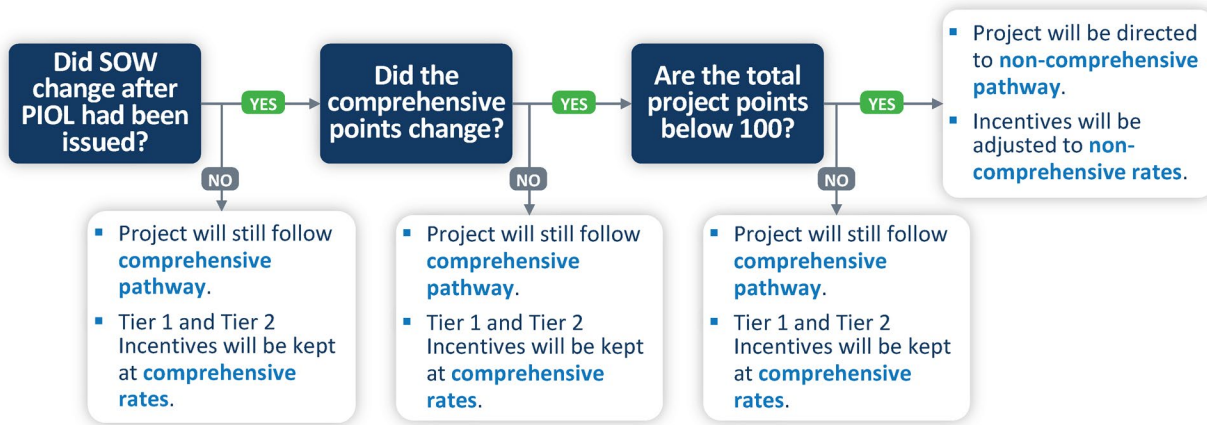 Did SOW
change after
PIOL had been
issued?
YES
NO
Did the
comprehensive
points change?
YES
NO
Are the total
project points
below 100?
YES
NO
▪ Project will be directed
to non-comprehensive
pathway.
▪ Incentives will be
adjusted to non-
comprehensive rates.
▪ Project will still follow
comprehensive
pathway.
▪ Tier 1 and Tier 2
Incentives will be kept
at comprehensive
rates.
▪ Project will still follow
comprehensive
pathway.
▪ Tier 1 and Tier 2
Incentives will be kept
at comprehensive
rates.
▪ Project will still follow
comprehensive
pathway.
▪ Tier 1 and Tier 2
Incentives will be kept
at comprehensive
rates.